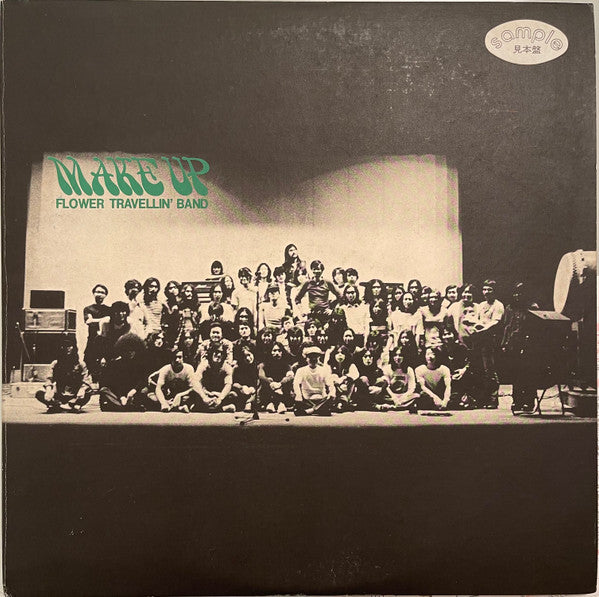 sample
見本盤
MAKE UP
FLOWER TRAVELLIN' BAND